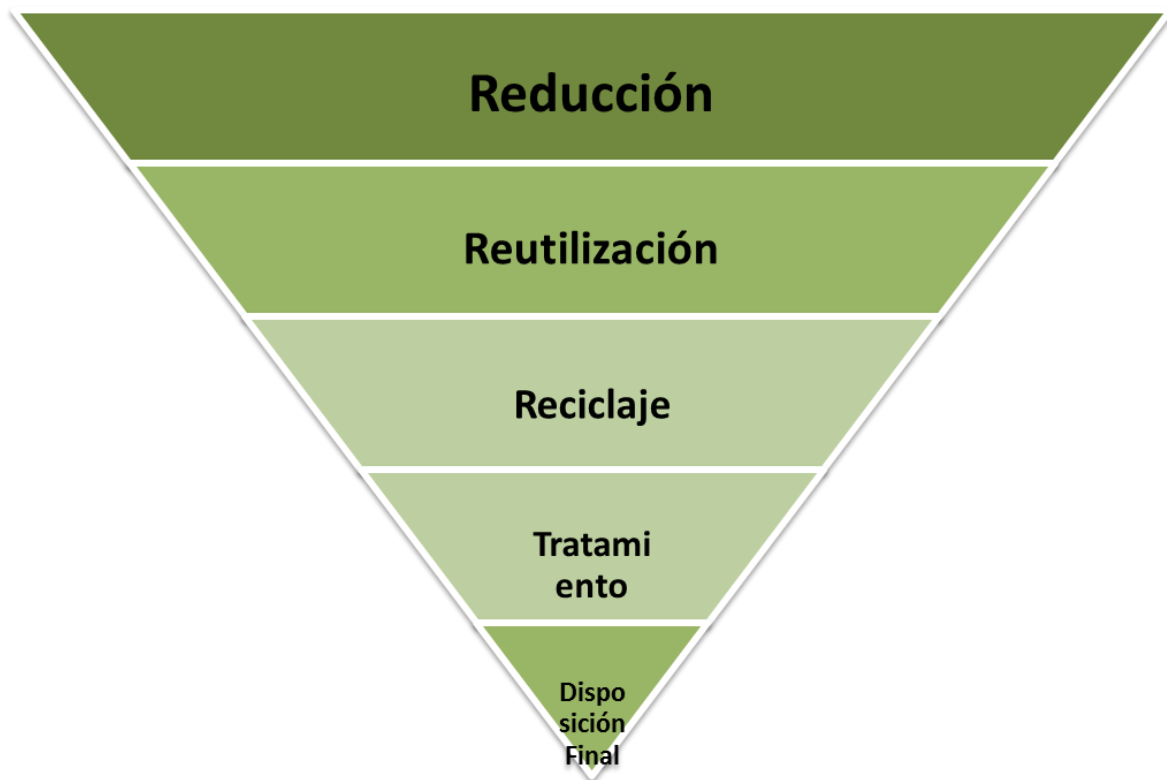 Reducción
Reutilización
Reciclaje
Tratami
ento
Dispo
sición
Final